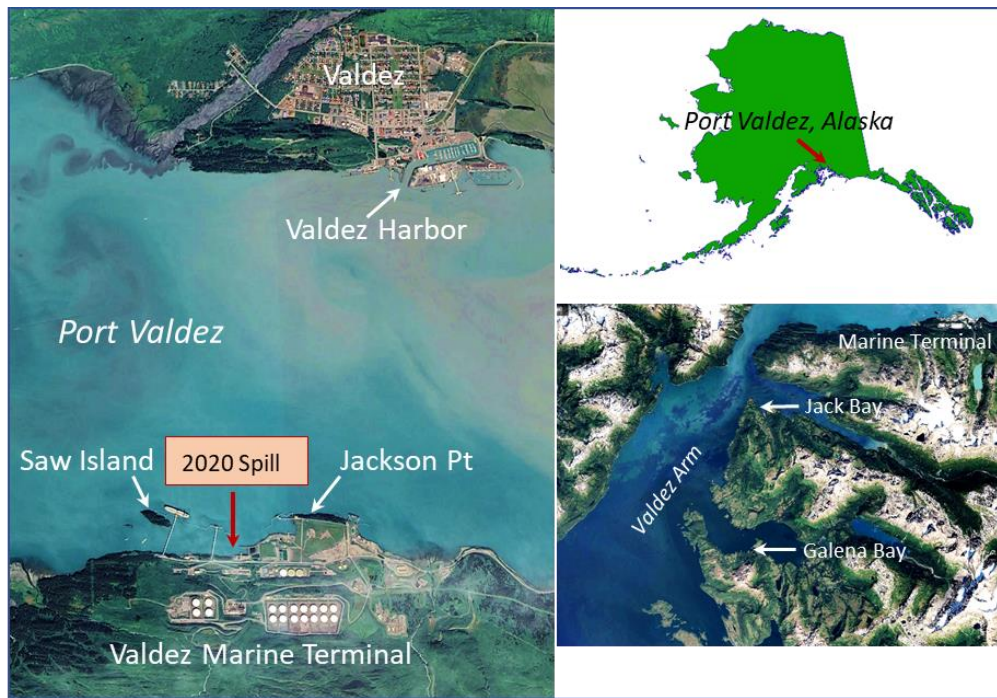 Valdez
Valdez Harbor
Port Valdez
Saw Island
2020 Spill
Jackson Pt
Valdez Marine Terminal
Port Valdez, Alaska
Marine Terminal
Jack Bay
Valdez Arm
Galena Bay